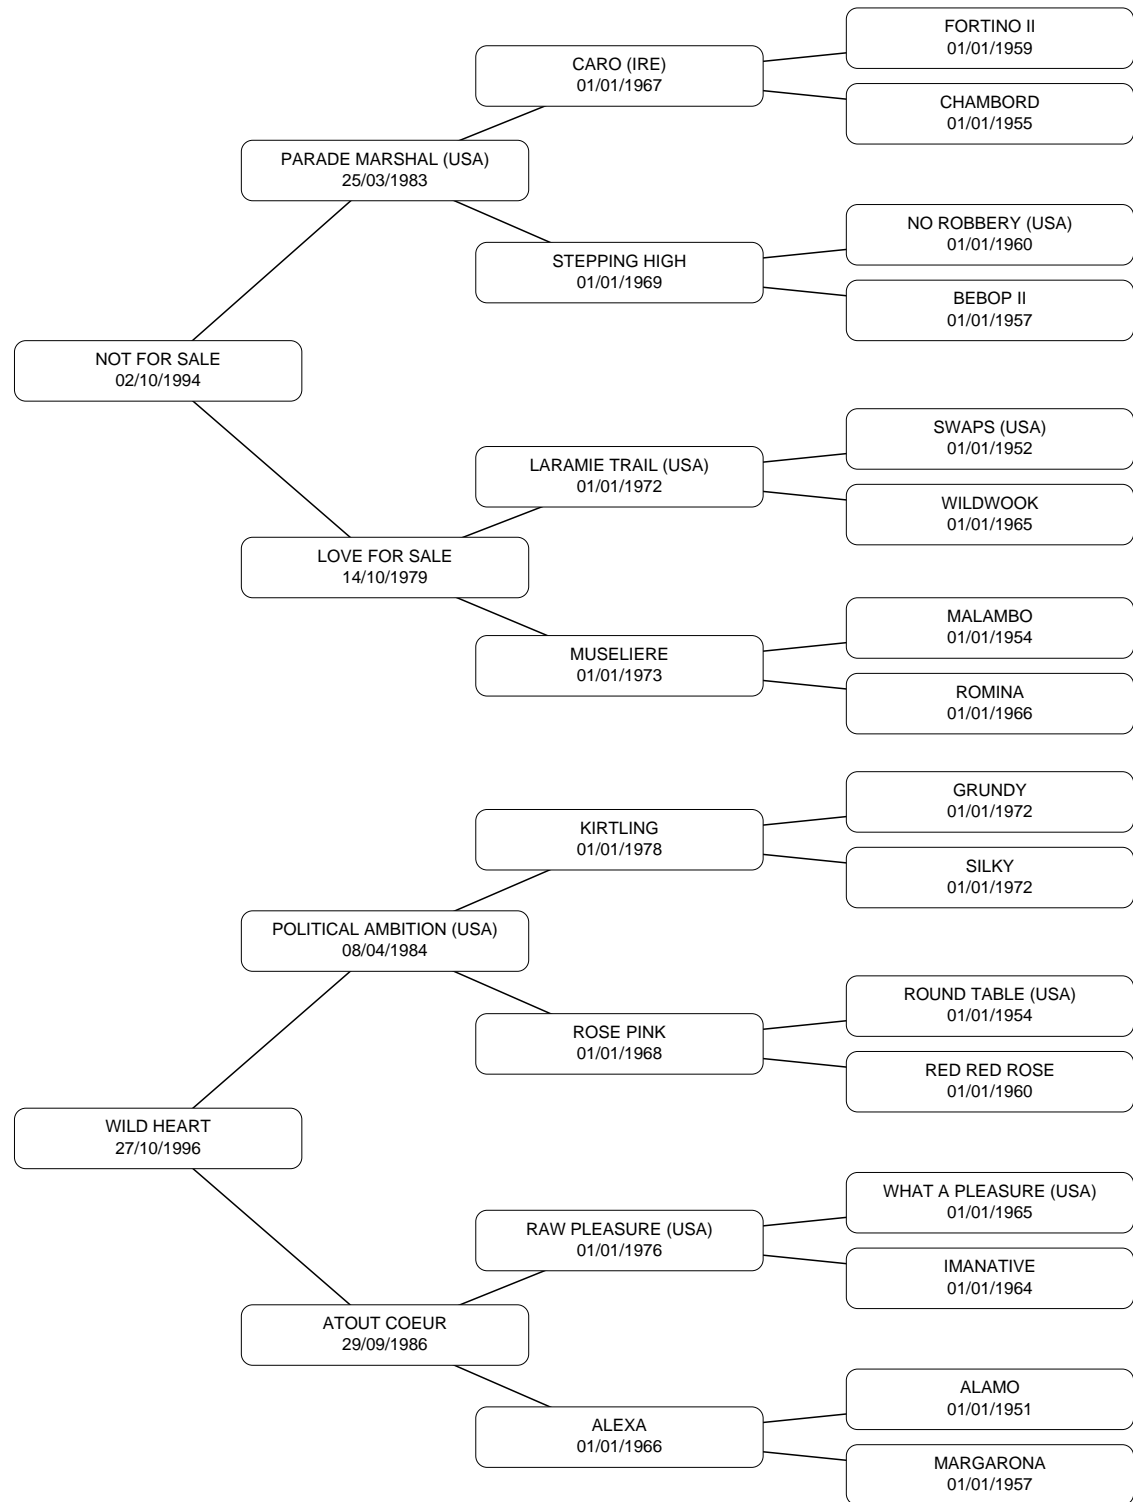 FORTINO II
01/01/1959
CARO (IRE)
01/01/1967
CHAMBORD
01/01/1955
PARADE MARSHAL (USA)
25/03/1983
NO ROBBERY (USA)
01/01/1960
STEPPING HIGH
01/01/1969
BEBOP II
01/01/1957
NOT FOR SALE
02/10/1994
SWAPS (USA)
01/01/1952
LARAMIE TRAIL (USA)
01/01/1972
WILDWOOK
01/01/1965
LOVE FOR SALE
14/10/1979
MALAMBO
01/01/1954
MUSELIERE
01/01/1973
ROMINA
01/01/1966
GRUNDY
01/01/1972
KIRTLING
01/01/1978
SILKY
01/01/1972
POLITICAL AMBITION (USA)
08/04/1984
ROUND TABLE (USA)
01/01/1954
ROSE PINK
01/01/1968
RED RED ROSE
01/01/1960
WILD HEART
27/10/1996
WHAT A PLEASURE (USA)
01/01/1965
RAW PLEASURE (USA)
01/01/1976
IMANATIVE
01/01/1964
ATOUT COEUR
29/09/1986
ALAMO
01/01/1951
ALEXA
01/01/1966
MARGARONA
01/01/1957